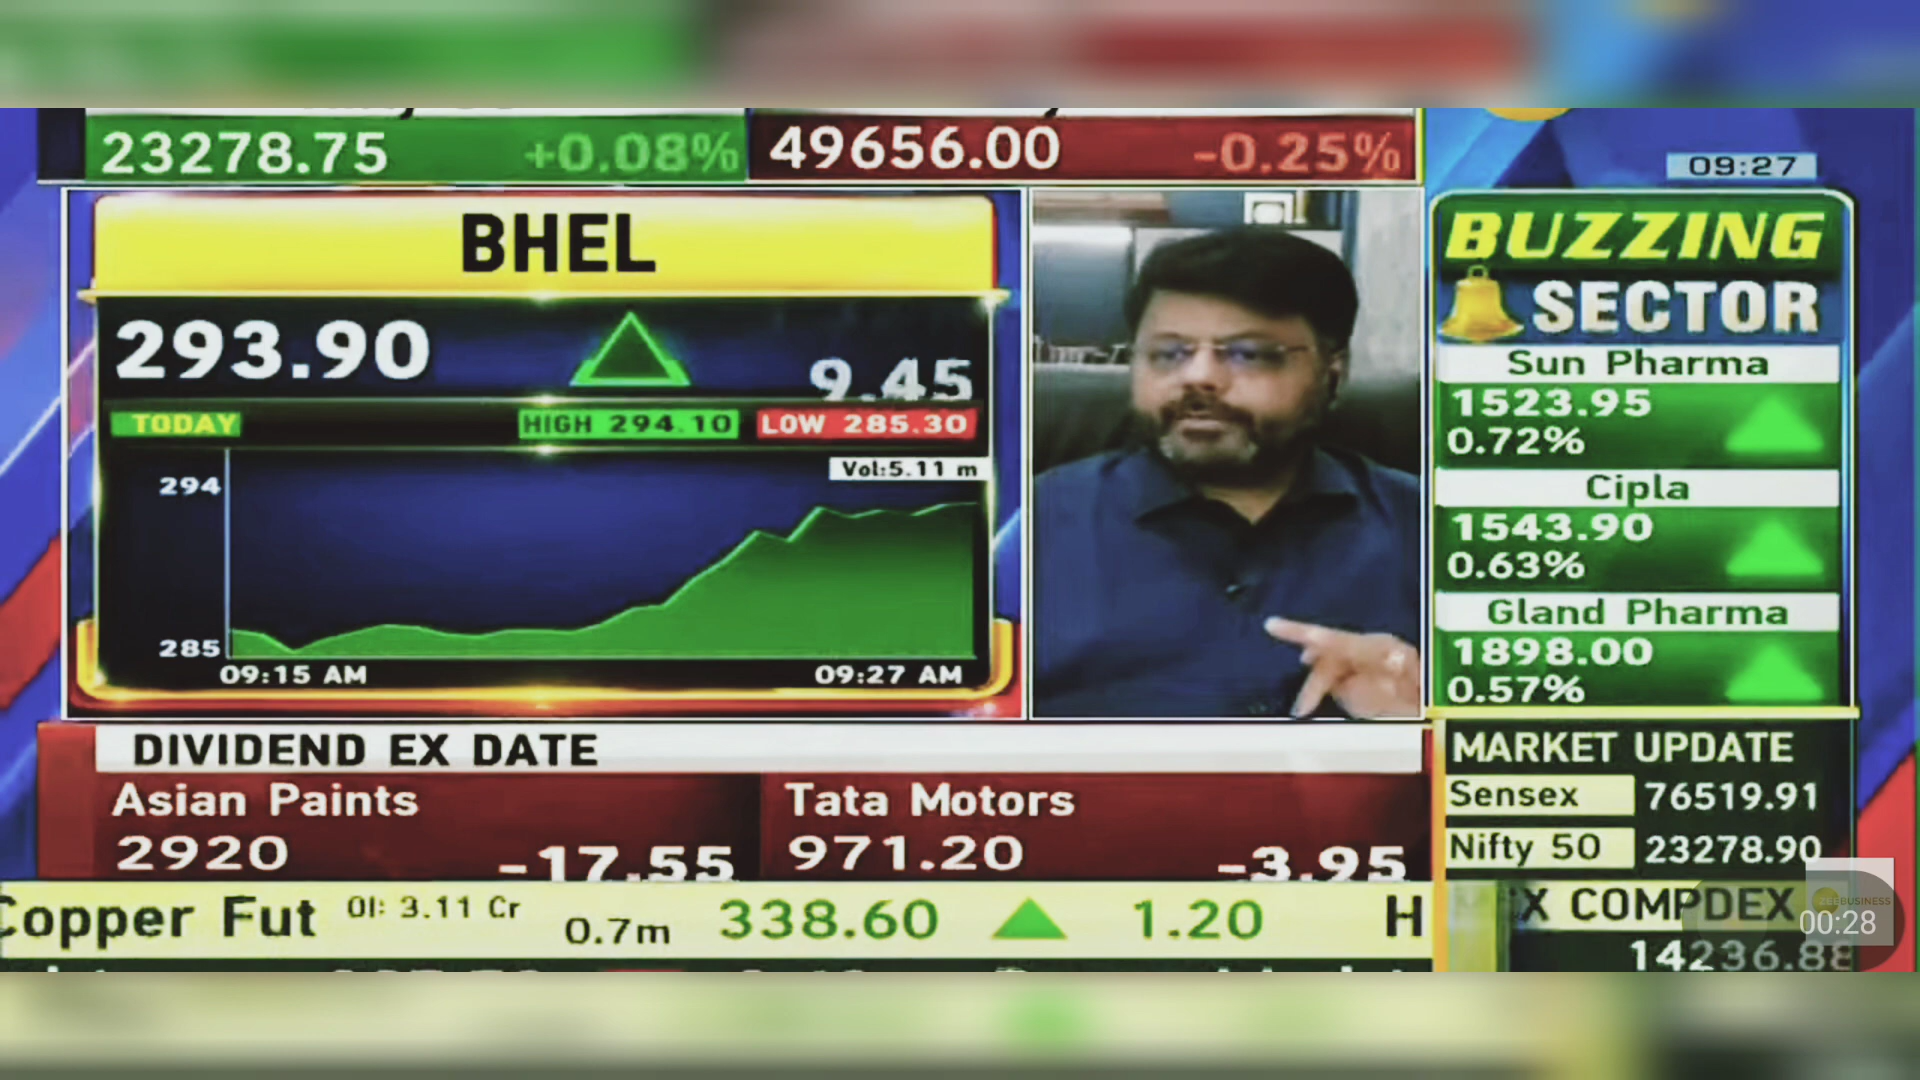 23278.75 +0.08%
49656.00 -0.25%
09:27
BHEL
293.90 9.45
TODAY HIGH 294.10 LOW 285.30
Vol:5.11 m
294
285
09:15 AM 09:27 AM
BUZZING
SECTOR
Sun Pharma
1523.95
0.72%
Cipla
1543.90
0.63%
Gland Pharma
1898.00
0.57%
DIVIDEND EX DATE
Asian Paints
2920 -17.55
Tata Motors
971.20 -3.95
MARKET UPDATE
Sensex 76519.91
Nifty 50 23278.90
X COMPDEX
14236.88
ZEEBUSINESS
00:28
Copper Fut OI: 3.11 Cr 0.7m 338.60 1.20 H